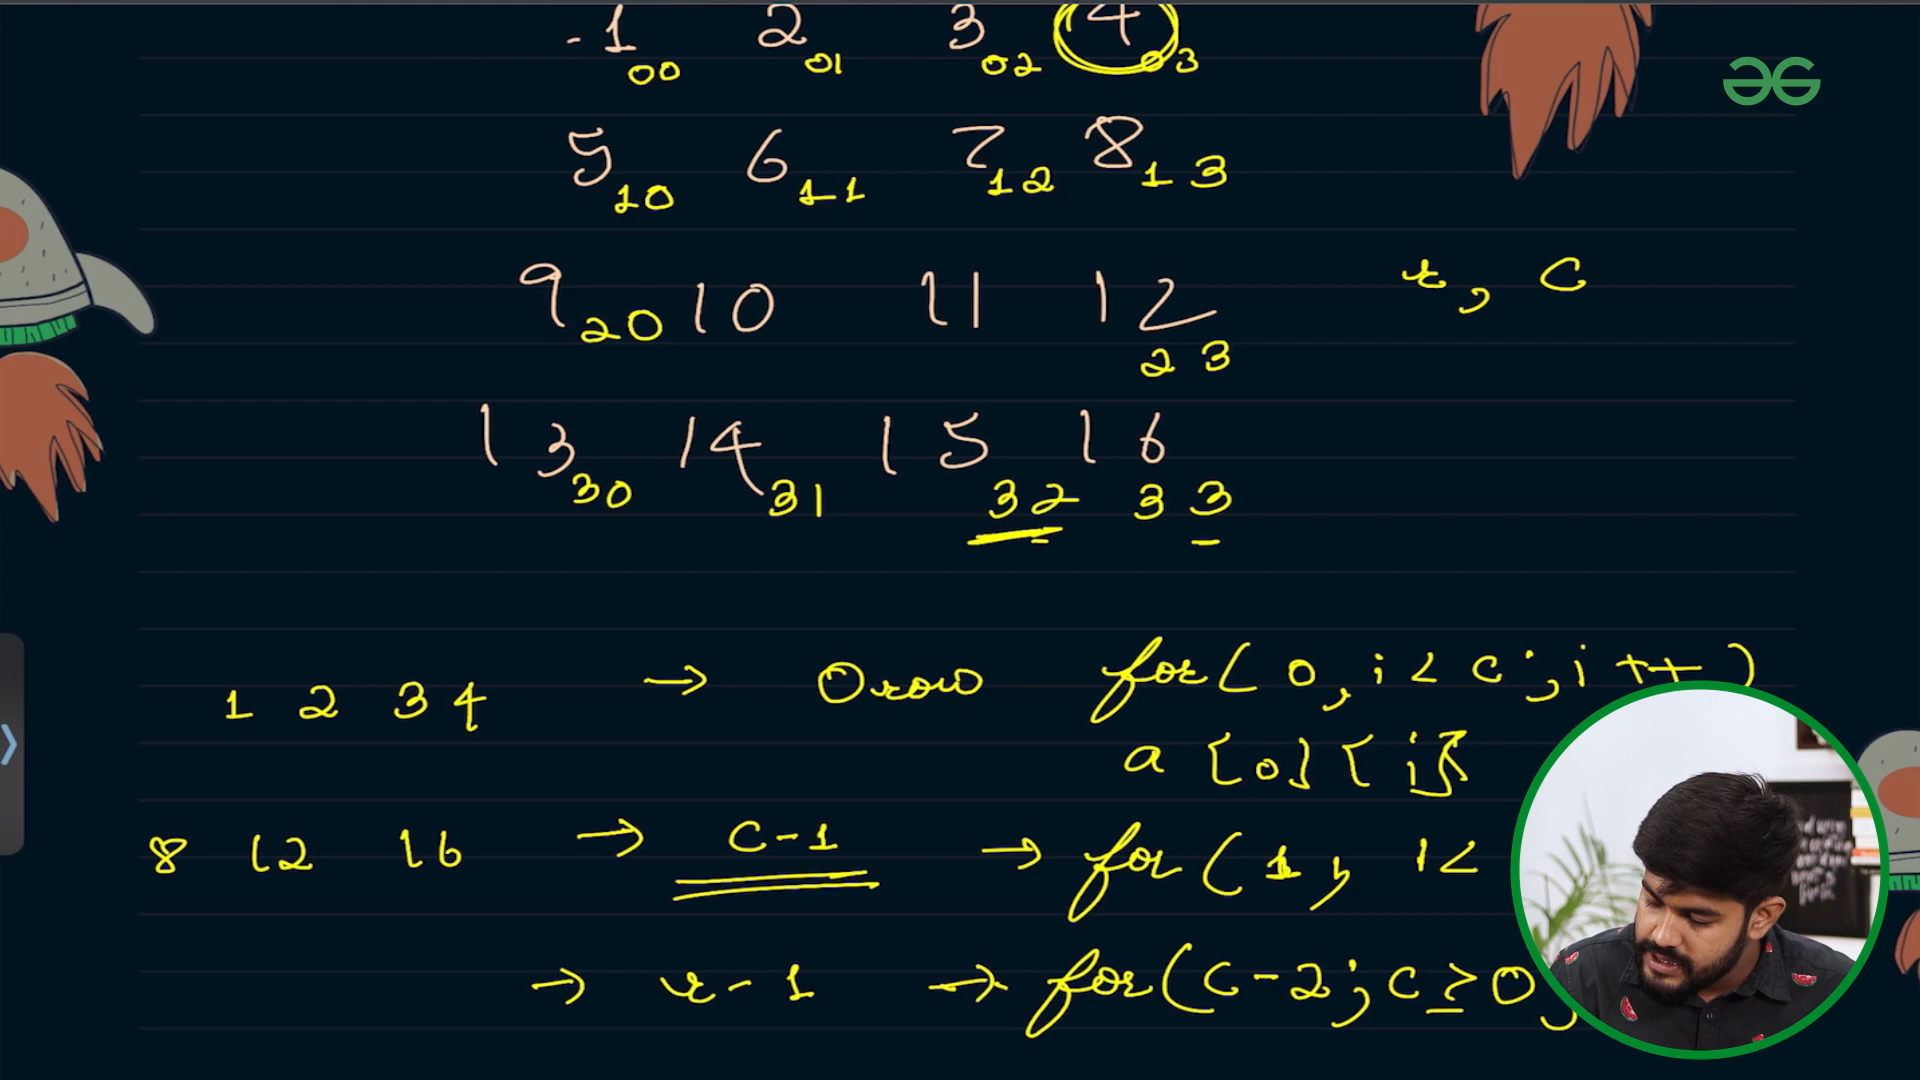 -1 00 2 01 3 02 4 03
5 10 6 11 7 12 8 13
9 20 10 11 12 23
r, c
13 30 14 31 15 32 16 33
1 2 3 4 → 0 row for( 0, i < c ; i ++ )
a [0] [ i ]
8 12 16 → c-1 → for ( 1, i <
→ r-1 → for( c-2; c ≥ 0 ;